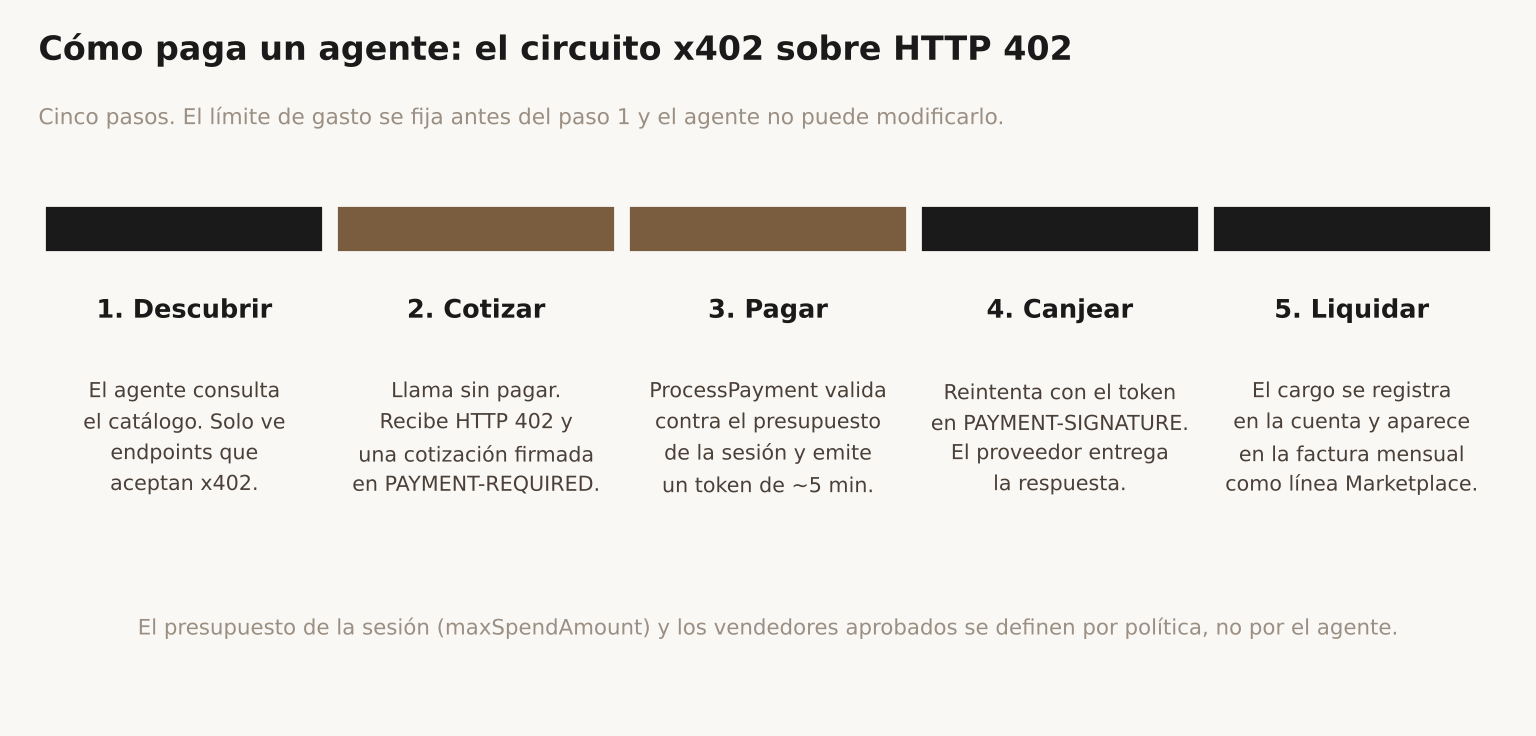 Cómo paga un agente: el circuito x402 sobre HTTP 402
Cinco pasos. El límite de gasto se fija antes del paso 1 y el agente no puede modificarlo.
1. Descubrir
El agente consulta
el catálogo. Solo ve
endpoints que
aceptan x402.
2. Cotizar
Llama sin pagar.
Recibe HTTP 402 y
una cotización firmada
en PAYMENT-REQUIRED.
3. Pagar
ProcessPayment valida
contra el presupuesto
de la sesión y emite
un token de ~5 min.
4. Canjear
Reintenta con el token
en PAYMENT-SIGNATURE.
El proveedor entrega
la respuesta.
5. Liquidar
El cargo se registra
en la cuenta y aparece
en la factura mensual
como línea Marketplace.
El presupuesto de la sesión (maxSpendAmount) y los vendedores aprobados se definen por política, no por el agente.